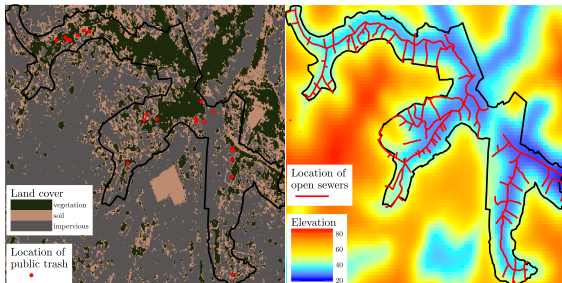 Land cover
vegetation
soil
impervious
Location of
public trash
Location of
open sewers
Elevation
80
60
40
20